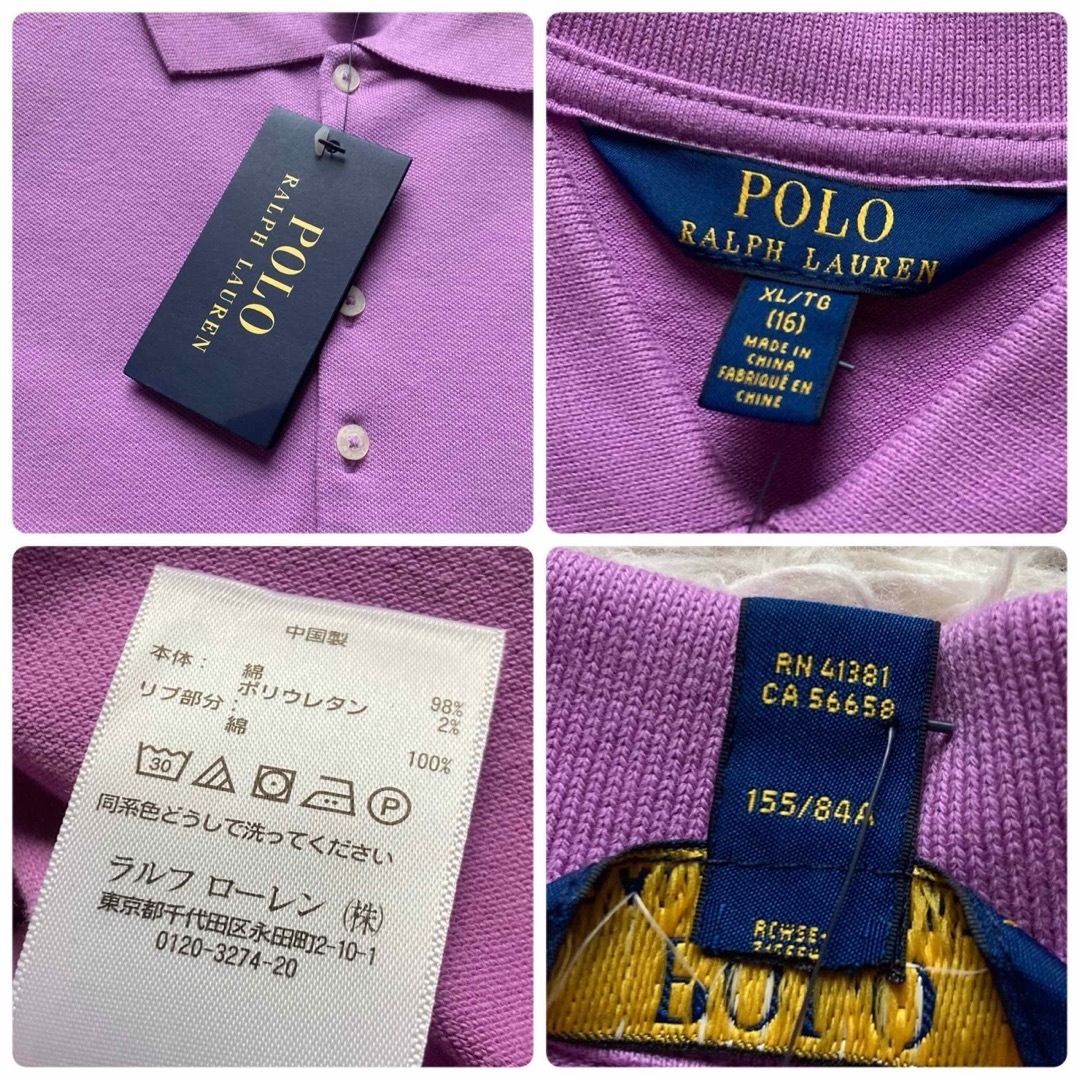 POLO
RALPH LAUREN
POLO
RALPH LAUREN
XL/TG
(16)
MADE IN
CHINA
FABRIQUÉ EN
CHINE
中国製
本体： 綿 98%
ポリウレタン 2%
リブ部分：
綿 100%
30 P
同系色どうしで洗ってください
ラルフ ローレン (株)
東京都千代田区永田町2-10-1
0120-3274-20
RN 41381
CA 56658
155/84A
POLO